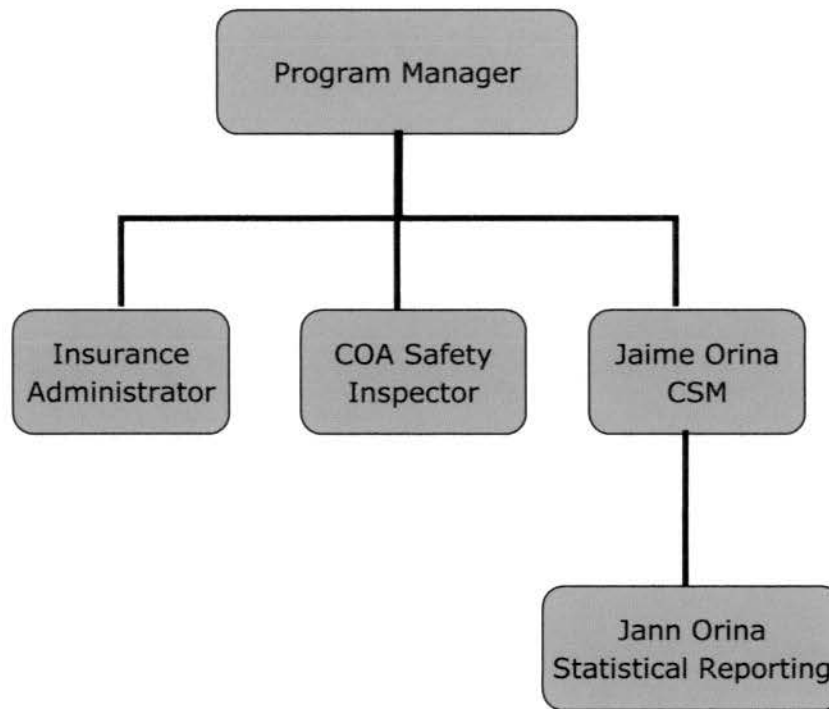 Program Manager
Insurance
Administrator
COA Safety
Inspector
Jaime Orina
CSM
Jann Orina
Statistical Reporting